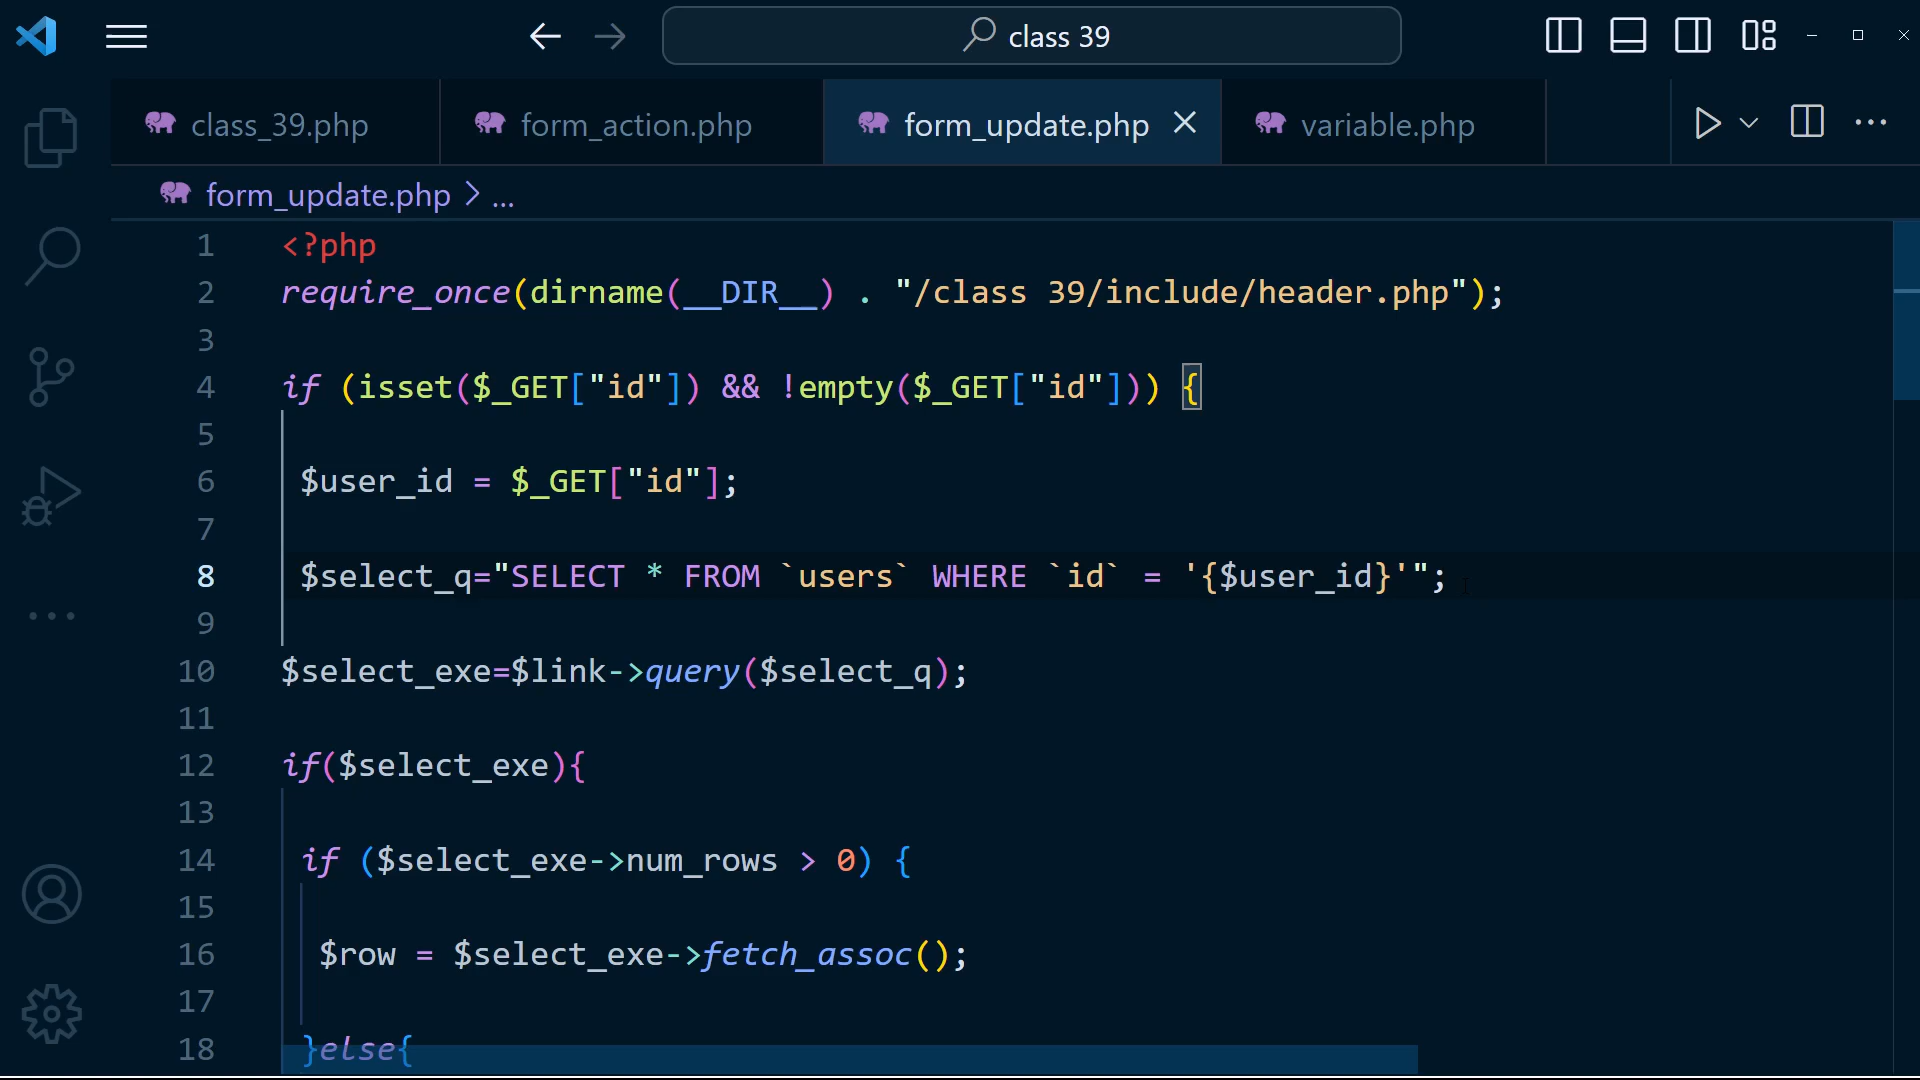 class 39
class_39.php
form_action.php
form_update.php
variable.php
form_update.php > ...
1 <?php
2 require_once(dirname(__DIR__) . "/class 39/include/header.php");
3
4 if (isset($_GET["id"]) && !empty($_GET["id"])) {
5
6 $user_id = $_GET["id"];
7
8 $select_q="SELECT * FROM `users` WHERE `id` = '{$user_id}'";
9
10 $select_exe=$link->query($select_q);
11
12 if($select_exe){
13
14 if ($select_exe->num_rows > 0) {
15
16 $row = $select_exe->fetch_assoc();
17
18 }else{